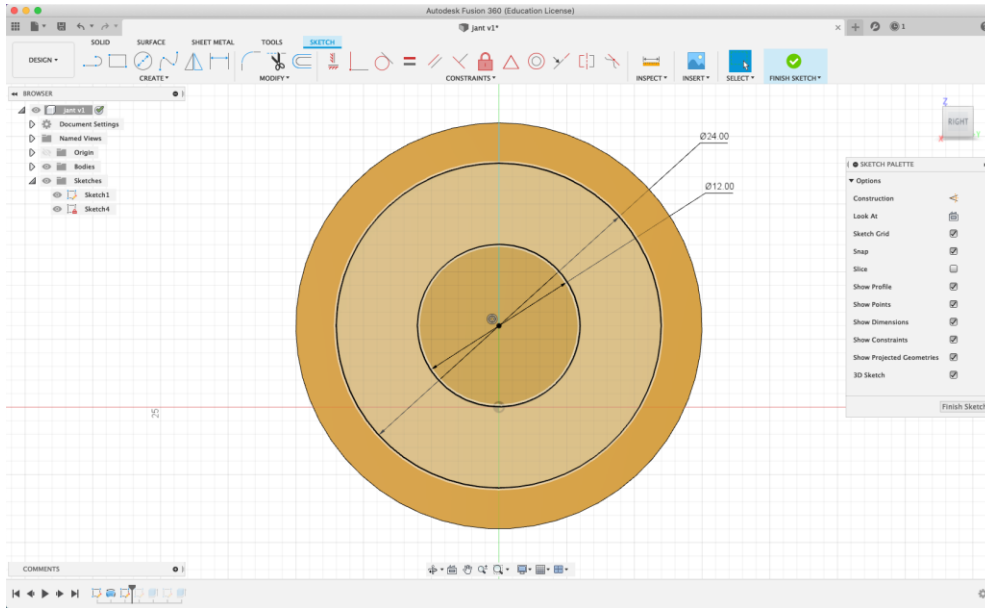 Autodesk Fusion 360 (Education License)
jant v1*
1
SOLID SURFACE SHEET METAL TOOLS SKETCH
DESIGN
CREATE MODIFY CONSTRAINTS INSPECT INSERT SELECT FINISH SKETCH
BROWSER
jant v1
Document Settings
Named Views
Origin
Bodies
Sketches
Sketch1
Sketch4
Z
RIGHT
Ø24.00
Ø12.00
25
SKETCH PALETTE
Options
Construction
Look At
Sketch Grid
Snap
Slice
Show Profile
Show Points
Show Dimensions
Show Constraints
Show Projected Geometries
3D Sketch
Finish Sketch
COMMENTS